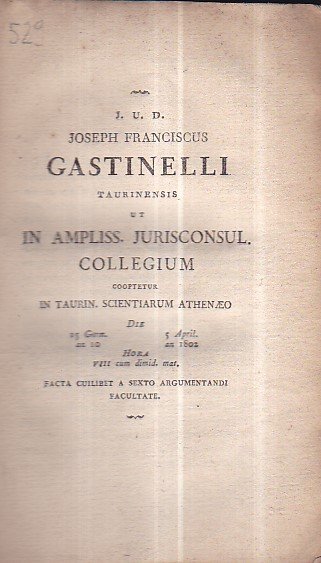 52º
J. U. D.
JOSEPH FRANCISCUS
GASTINELLI
TAURINENSIS
UT
IN AMPLISS. JURISCONSUL.
COLLEGIUM
COOPTETUR
IN TAURIN. SCIENTIARUM ATHENÆO
DIE
15 Germ. 5 April.
an 10 an 1802
HORA
VIII cum dimid. mat.
FACTA CUILIBET A SEXTO ARGUMENTANDI
FACULTATE.